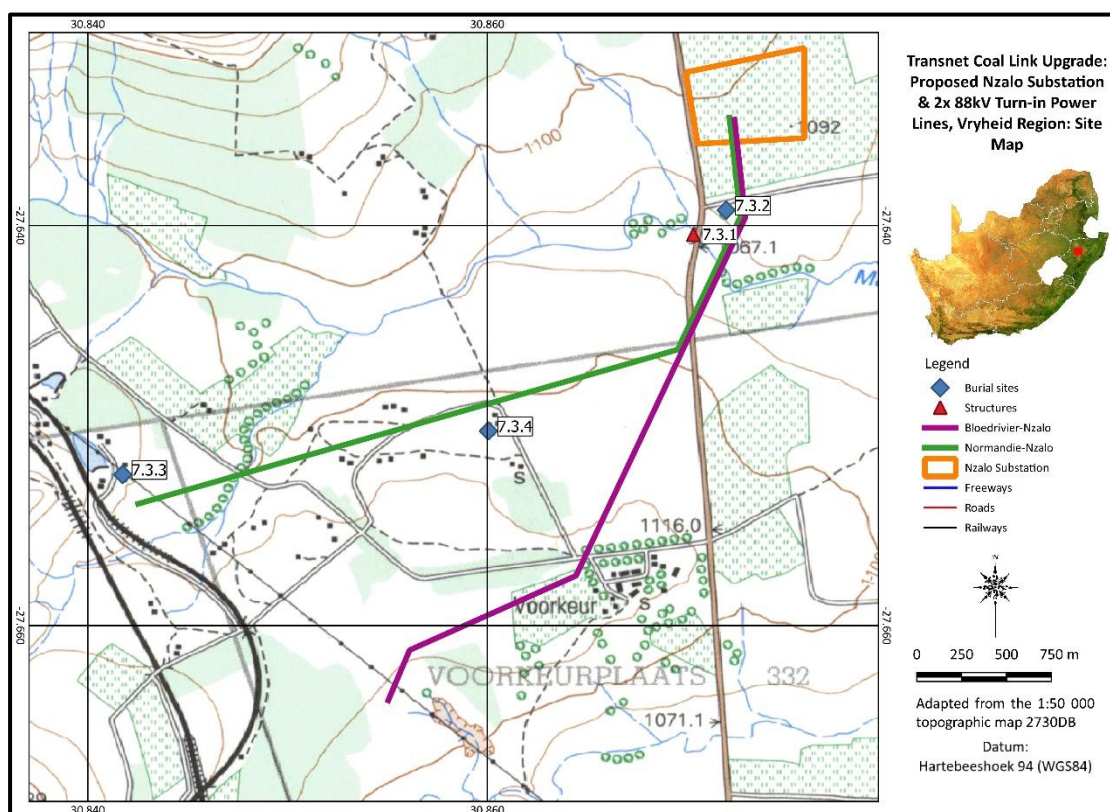 30.840
30.860
1100
1092
7.3.2
-27.640
-27.640
7.3.1
067.1
M
7.3.4
7.3.3
S
1116.0
1:100
Voorkeur
S
-27.660
-27.660
VOORKEURPLAATS 332
1071.1
30.840
30.860
Transnet Coal Link Upgrade:
Proposed Nzalo Substation
& 2x 88kV Turn-in Power
Lines, Vryheid Region: Site
Map
Legend
Burial sites
Structures
Bloedrivier-Nzalo
Normandie-Nzalo
Nzalo Substation
Freeways
Roads
Railways
N
0 250 500 750 m
Adapted from the 1:50 000
topographic map 2730DB
Datum:
Hartebeeshoek 94 (WGS84)